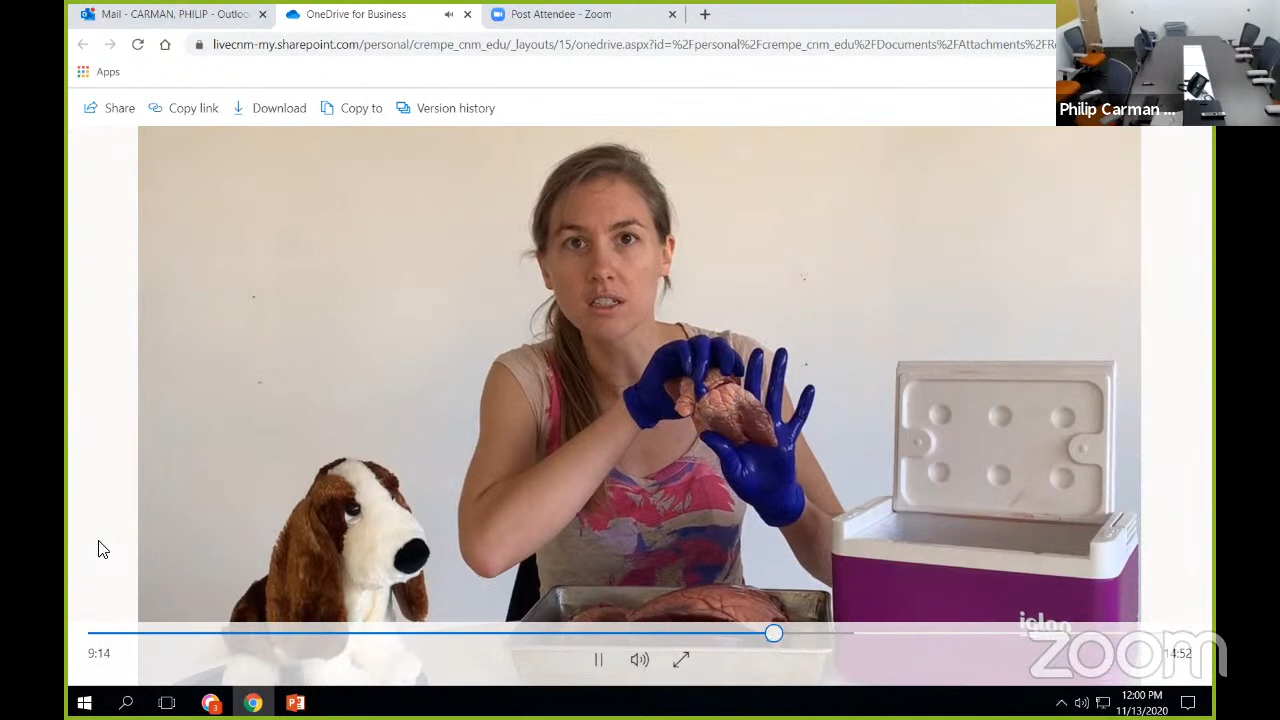 Mail - CARMAN, PHILIP - Outloo
OneDrive for Business
Post Attendee - Zoom
livecnm-my.sharepoint.com/personal/crempe_cnm_edu/_layouts/15/onedrive.aspx?id=%2Fpersonal%2Fcrempe_cnm_edu%2FDocuments%2FAttachments%2FR
Apps
Share
Copy link
Download
Copy to
Version history
Philip Carman ...
igloo
zoom
9:14
14:52
3
12:00 PM
11/13/2020